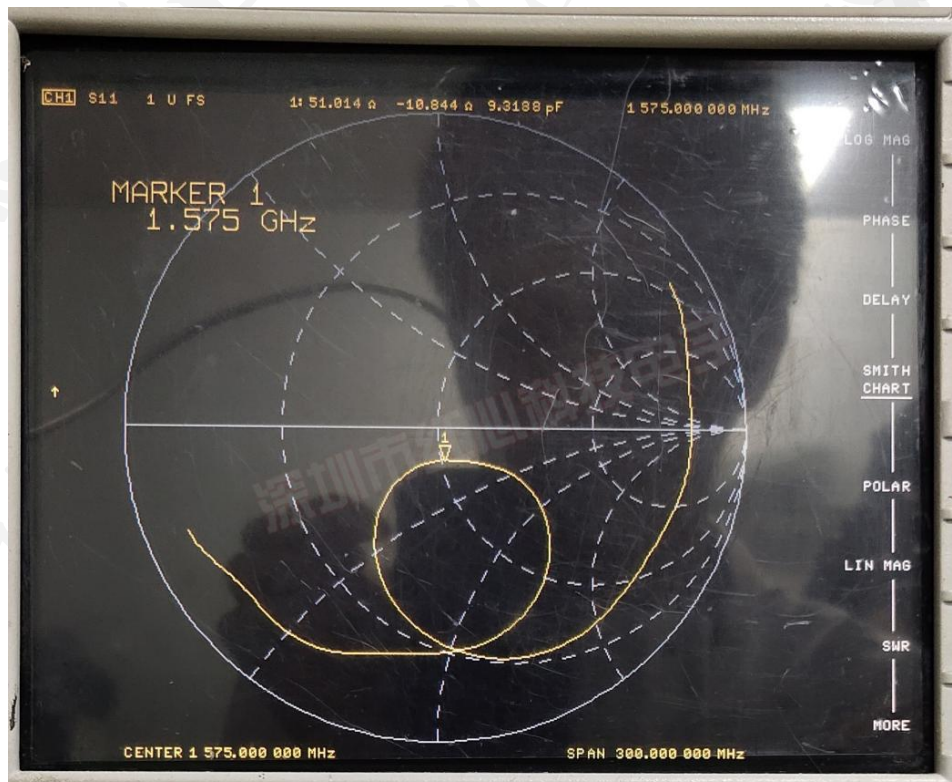 CH1 S11 1 U FS 1: 51.014 Ω -10.844 Ω 9.3188 pF 1 575.000 000 MHz
MARKER 1
1.575 GHz
LOG MAG
PHASE
DELAY
SMITH
CHART
1
POLAR
LIN MAG
SWR
MORE
CENTER 1 575.000 000 MHz SPAN 300.000 000 MHz